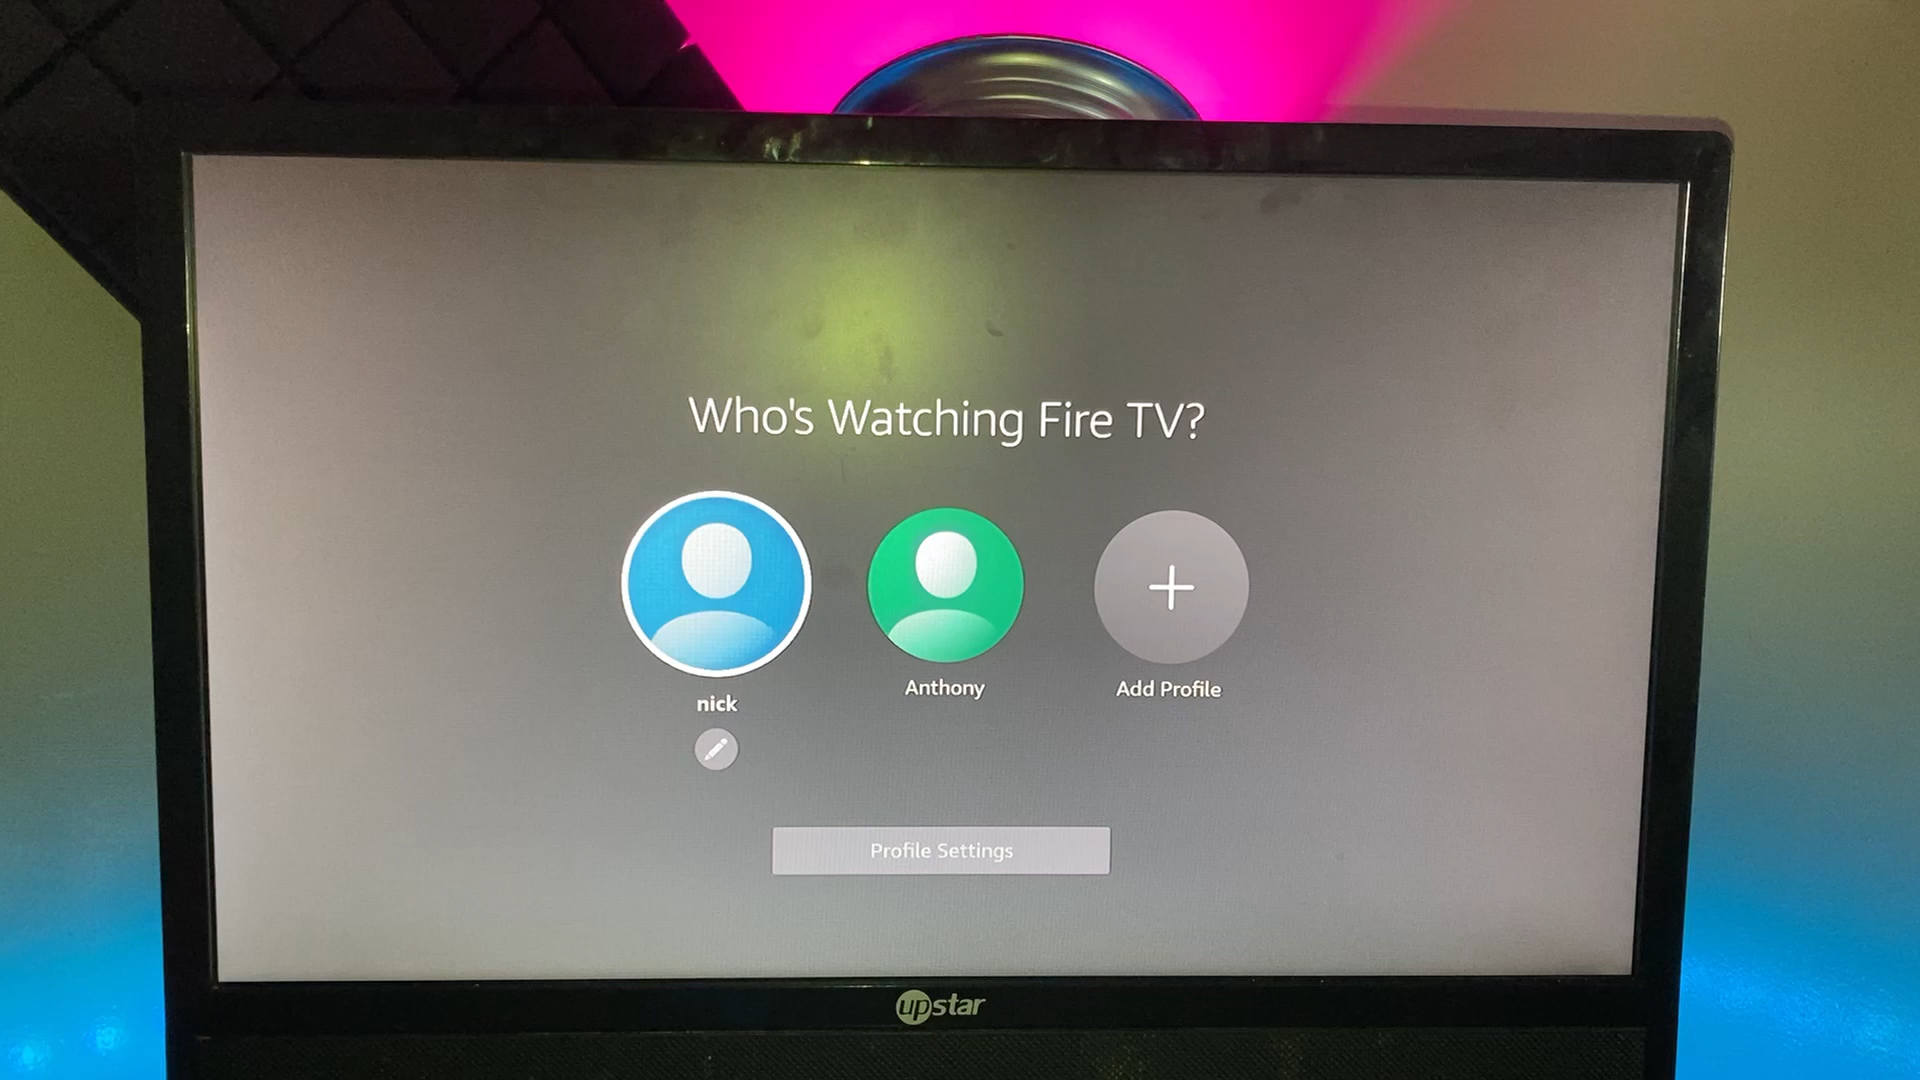 Who's Watching Fire TV?
nick
Anthony
Add Profile
Profile Settings
upstar